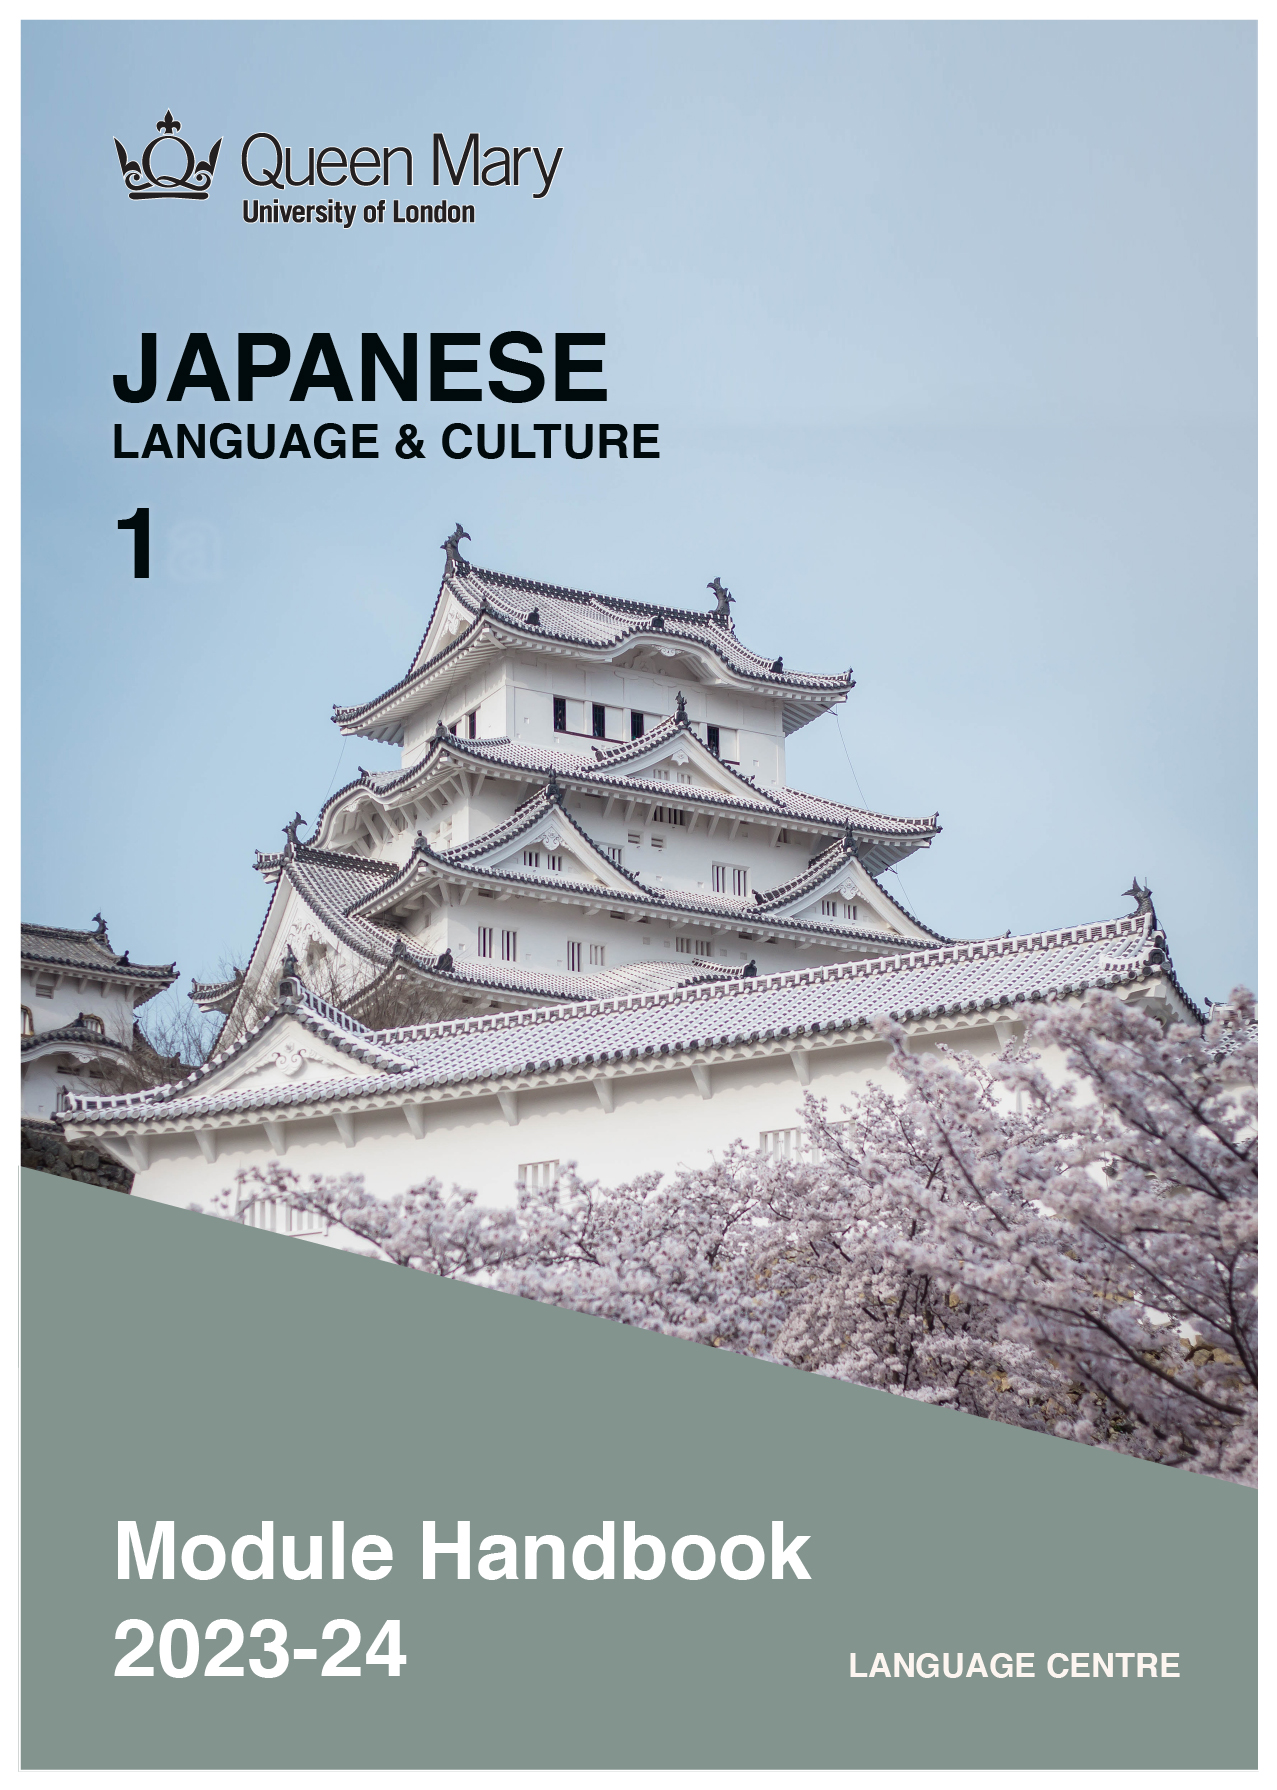 Queen Mary
University of London
JAPANESE
LANGUAGE & CULTURE
1
Module Handbook
2023-24
LANGUAGE CENTRE